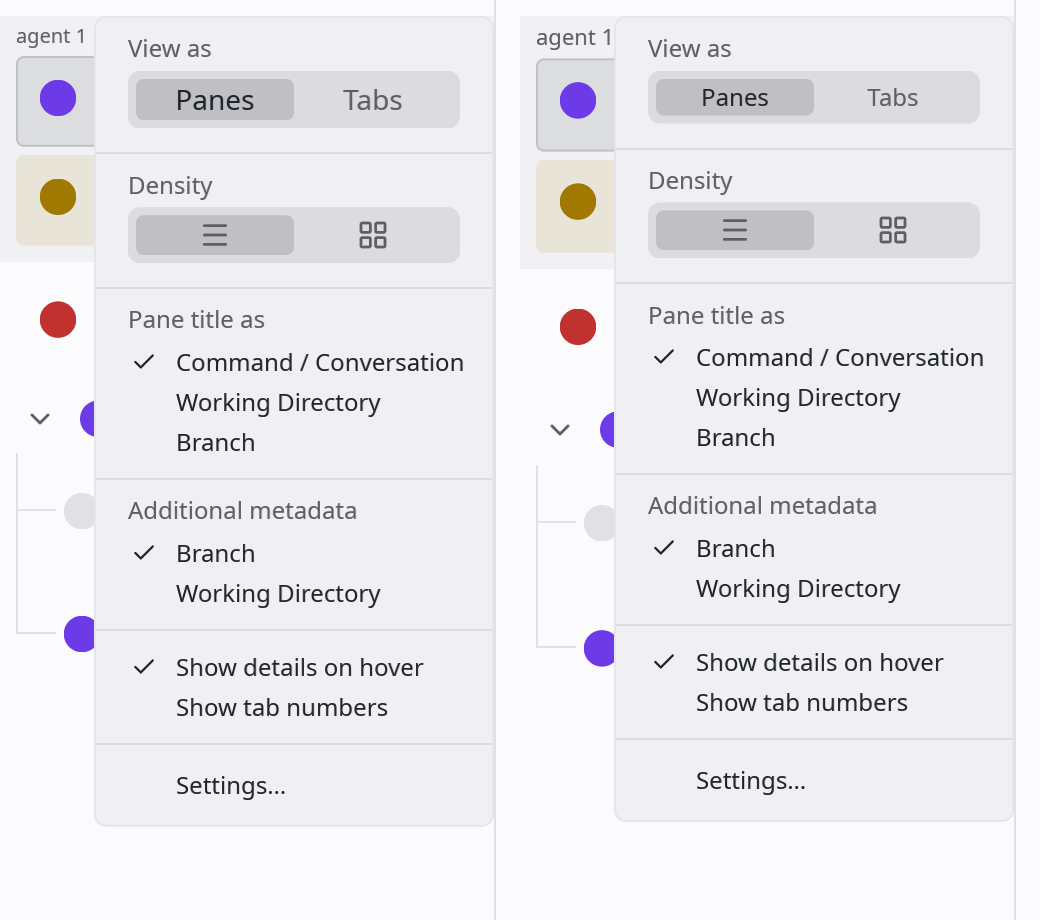 agent 1
View as
Panes Tabs
Density
Pane title as
Command / Conversation
Working Directory
Branch
Additional metadata
Branch
Working Directory
Show details on hover
Show tab numbers
Settings...
agent 1
View as
Panes Tabs
Density
Pane title as
Command / Conversation
Working Directory
Branch
Additional metadata
Branch
Working Directory
Show details on hover
Show tab numbers
Settings...